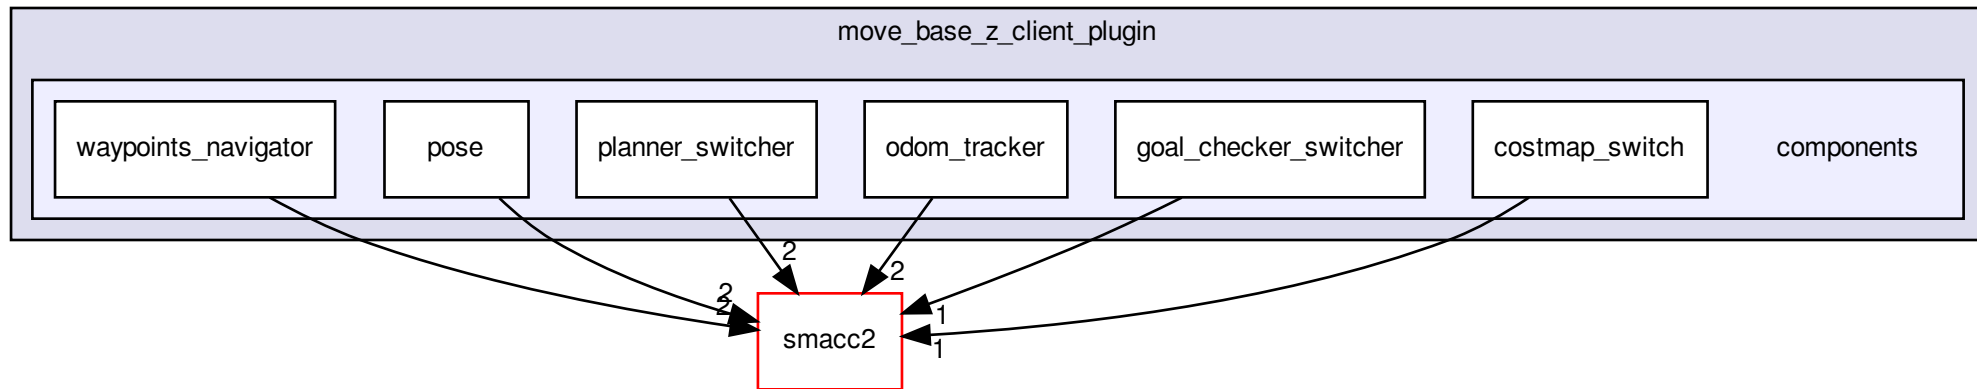 move_base_z_client_plugin
waypoints_navigator
pose
planner_switcher
odom_tracker
goal_checker_switcher
costmap_switch
components
2
2
2
2
1
1
smacc2